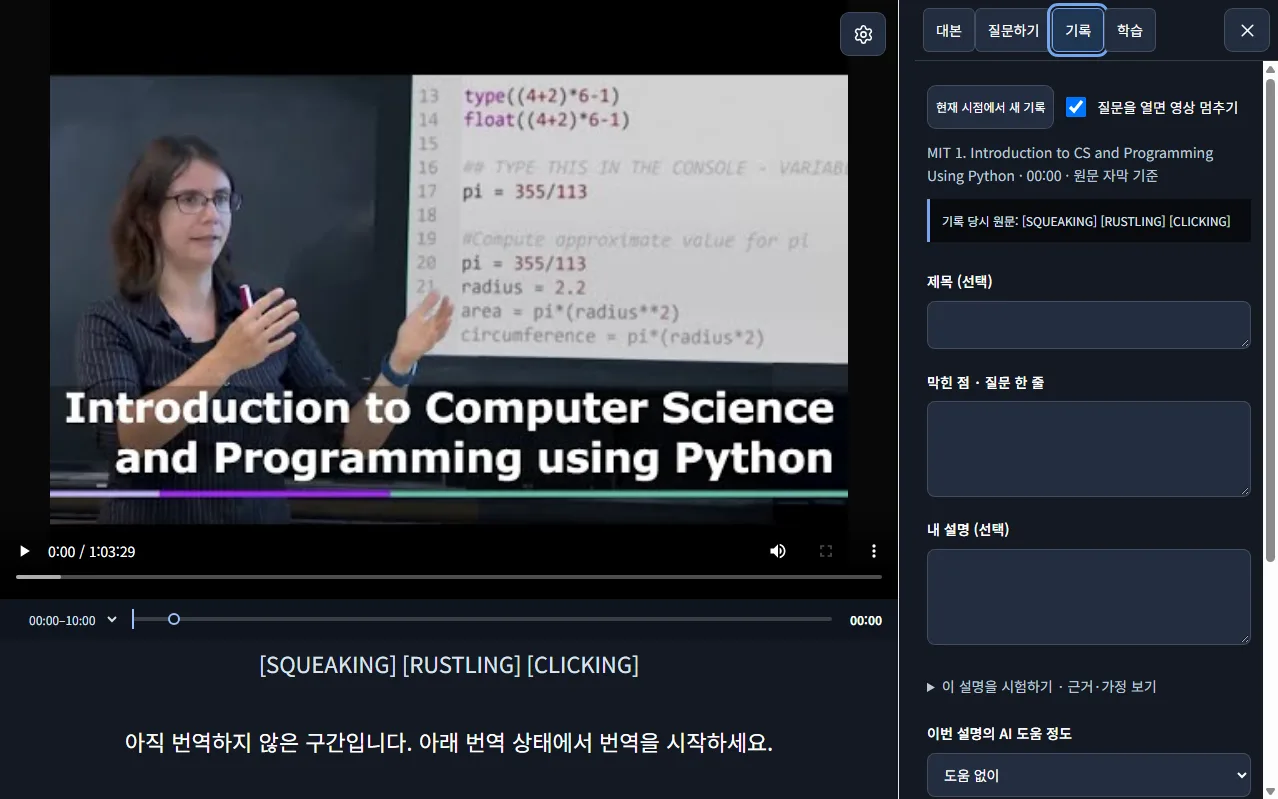 13 type((4+2)*6-1)
14 float((4+2)*6-1)
15
16 ## TYPE THIS IN THE CONSOLE - VARIABL
17 pi = 355/113
18
19 #Compute approximate value for pi
20 pi = 355/113
21 radius = 2.2
area = pi*(radius**2)
circumference = pi*(radius*2)
Introduction to Computer Science
and Programming using Python
0:00 / 1:03:29
00:00–10:00
00:00
[SQUEAKING] [RUSTLING] [CLICKING]
아직 번역하지 않은 구간입니다. 아래 번역 상태에서 번역을 시작하세요.
대본 질문하기 기록 학습
현재 시점에서 새 기록 질문을 열면 영상 멈추기
MIT 1. Introduction to CS and Programming
Using Python · 00:00 · 원문 자막 기준
기록 당시 원문: [SQUEAKING] [RUSTLING] [CLICKING]
제목 (선택)
막힌 점 · 질문 한 줄
내 설명 (선택)
이 설명을 시험하기 · 근거·가정 보기
이번 설명의 AI 도움 정도
도움 없이